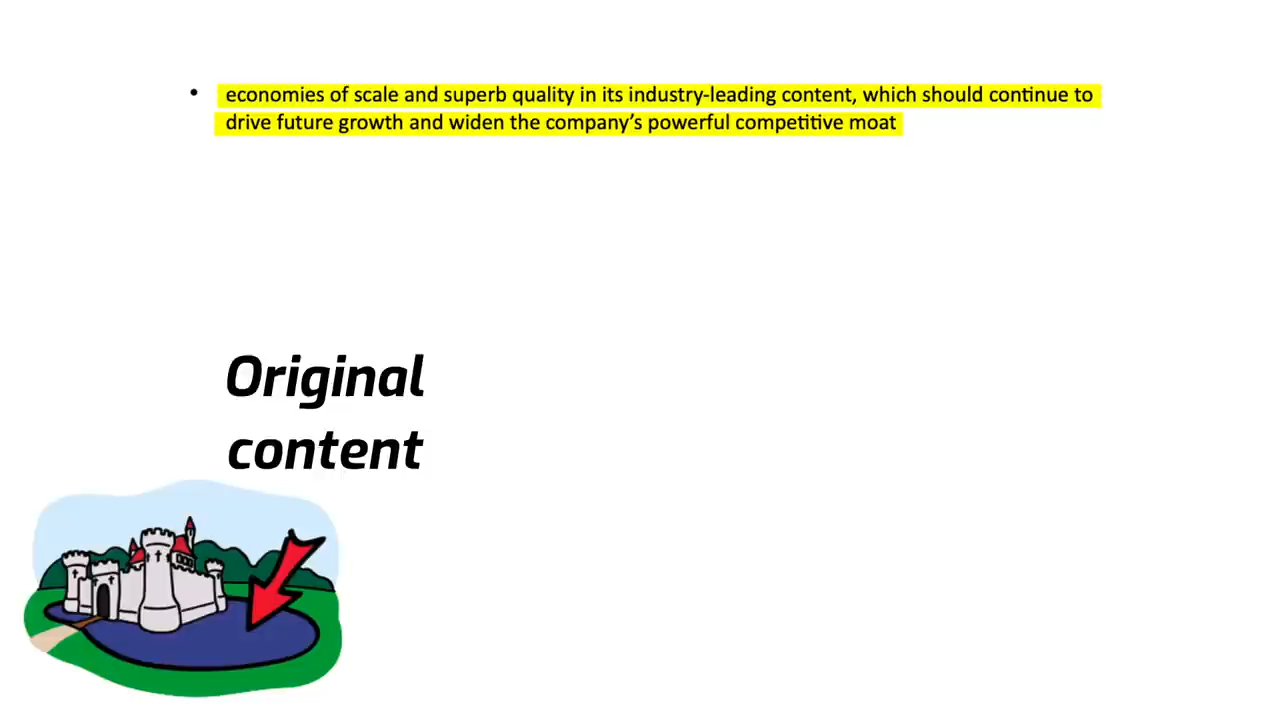 • economies of scale and superb quality in its industry-leading content, which should continue to
drive future growth and widen the company’s powerful competitive moat
Original
content